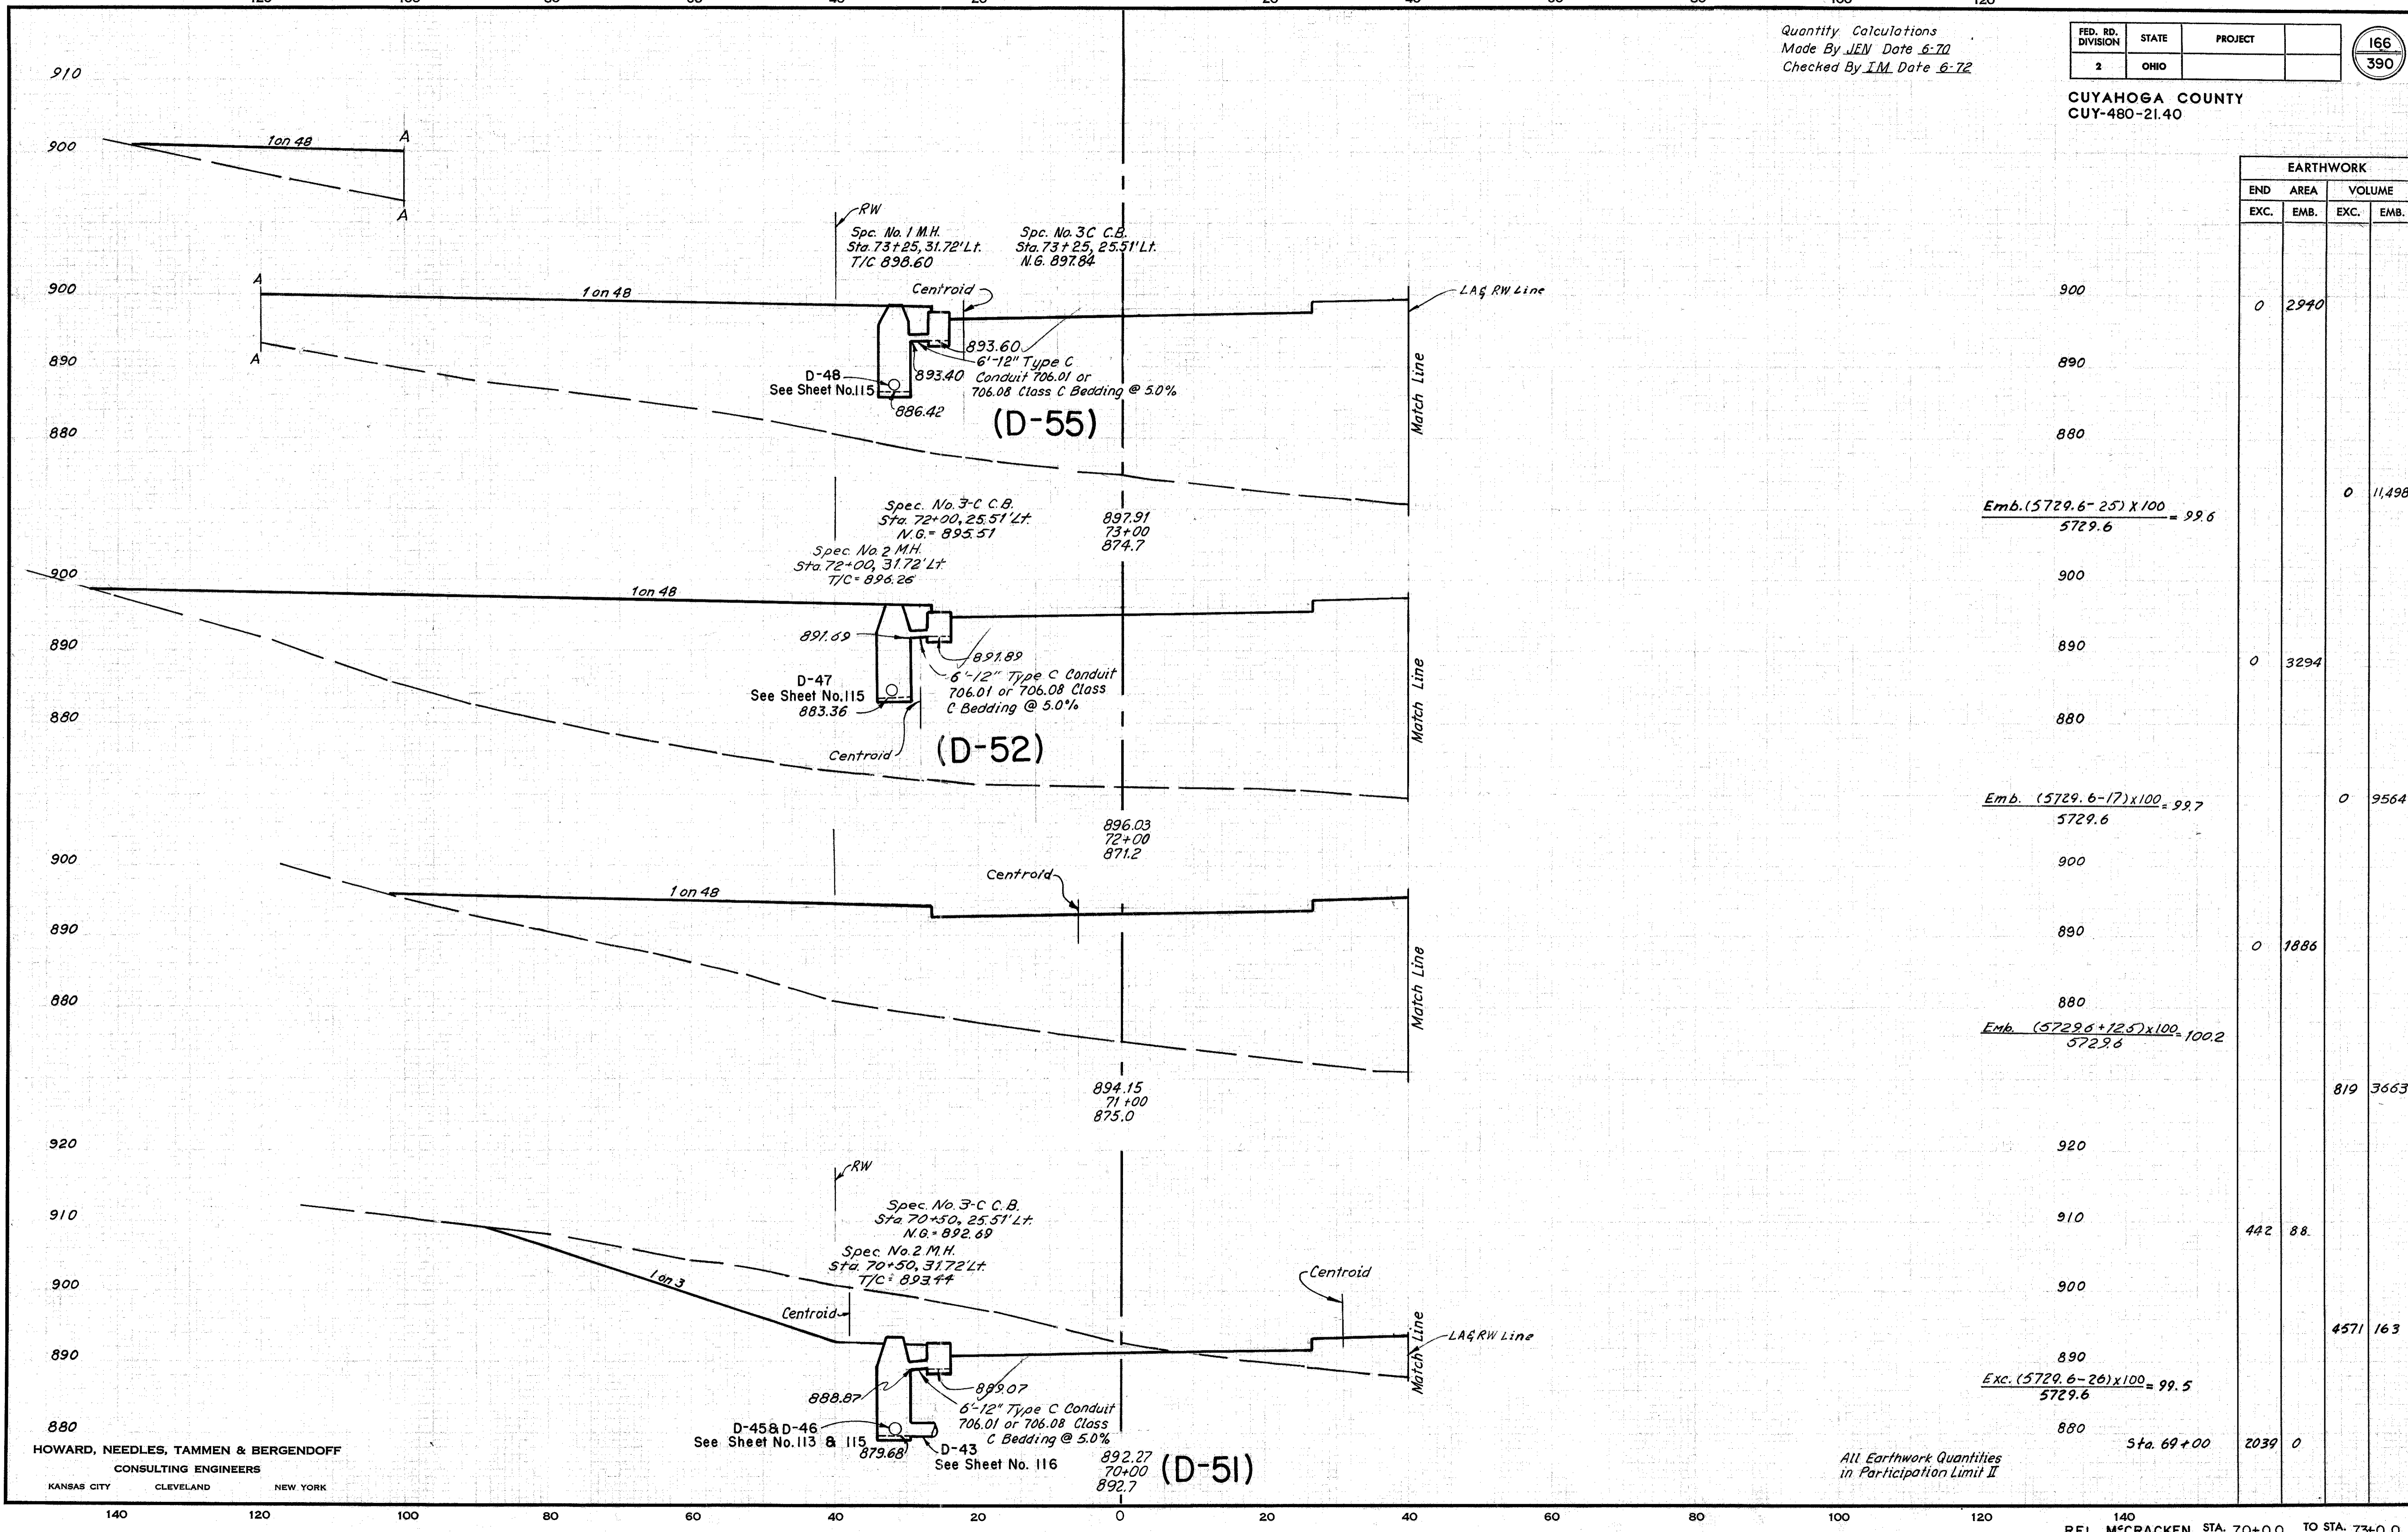 Quantity Calculations
Made By JEN Date 6-70
Checked By IM Date 6-72
FED. RD. DIVISION STATE PROJECT
2 OHIO
166
390
CUYAHOGA COUNTY
CUY-480-21.40
EARTHWORK
END AREA VOLUME
EXC. EMB. EXC. EMB.
910
900
1 on 48
A
A
RW
Spc. No. 1 M.H.
Sta. 73+25, 31.72' Lt.
T/C 898.60
Spc. No. 3C C.B.
Sta. 73+25, 25.51' Lt.
N.G. 897.84
900
A
1 on 48
Centroid
LA& RW Line
900
0 2940
890
A
893.60
6'-12" Type C
Conduit 706.01 or
706.08 Class C Bedding @ 5.0%
893.40
D-48
See Sheet No.115
886.42
(D-55)
Match Line
890
880
880
0 11,498
Emb.(5729.6-25) X 100 = 99.6
5729.6
897.91
73+00
874.7
Spec. No. 3-C C.B.
Sta. 72+00, 25.51' Lt.
N.G. = 895.51
Spec. No. 2 M.H.
Sta. 72+00, 31.72' Lt.
T/C = 896.26
900
1 on 48
900
890
891.69
891.89
6'-12" Type C Conduit
706.01 or 706.08 Class
C Bedding @ 5.0%
D-47
See Sheet No.115
883.36
Centroid
(D-52)
Match Line
890
0 3294
880
880
Emb. (5729.6-17)x100 = 99.7
5729.6
0 9564
896.03
72+00
871.2
900
1 on 48
Centroid
900
890
Match Line
890
0 1886
880
880
Emb. (5729.6+12.5)x100 = 100.2
5729.6
894.15
71+00
875.0
819 3663
920
920
RW
Spec. No. 3-C C.B.
Sta. 70+50, 25.51' Lt.
N.G. = 892.69
Spec. No. 2 M.H.
Sta. 70+50, 31.72' Lt.
T/C = 893.44
910
910
442 88
900
1 on 3
Centroid
Centroid
900
Match Line
LA& RW Line
4571 163
890
890
888.87
889.07
6'-12" Type C Conduit
706.01 or 706.08 Class
C Bedding @ 5.0%
Exc. (5729.6-26)x100 = 99.5
5729.6
880
D-45& D-46
See Sheet No.113 & 115
879.68
D-43
See Sheet No. 116
880
Sta. 69+00 2039 0
892.27
70+00
892.7
(D-51)
All Earthwork Quantities
in Participation Limit II
HOWARD, NEEDLES, TAMMEN & BERGENDOFF
CONSULTING ENGINEERS
KANSAS CITY CLEVELAND NEW YORK
140 120 100 80 60 40 20 0 20 40 60 80 100 120 140
REL. McCRACKEN STA. 70+00 TO STA. 73+00